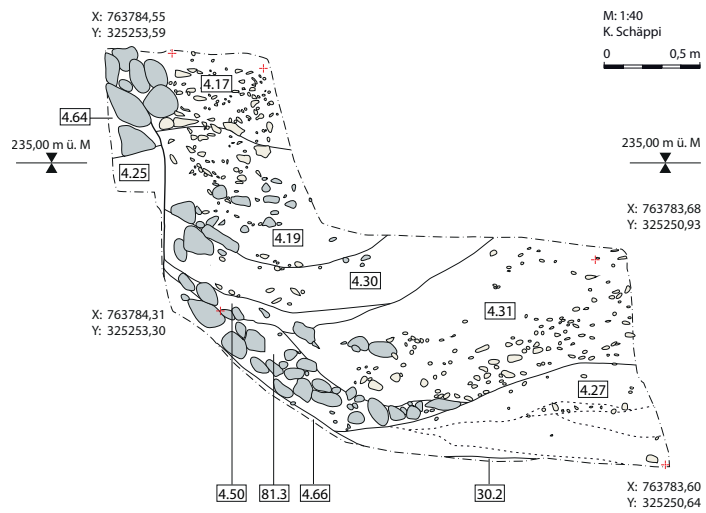 X: 763784,55
Y: 325253,59
M: 1:40
K. Schäppi
0 0,5 m
4.17
4.64
235,00 m ü. M
235,00 m ü. M
4.25
X: 763783,68
Y: 325250,93
4.19
4.30
4.31
X: 763784,31
Y: 325253,30
4.27
4.50
81.3
4.66
30.2
X: 763783,60
Y: 325250,64